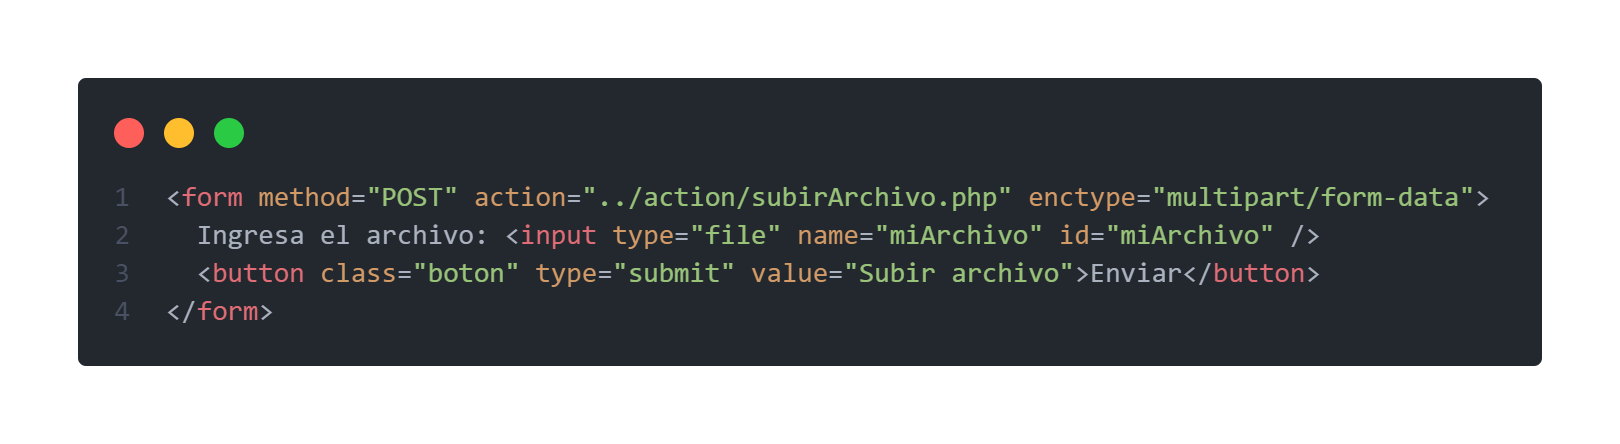 1 <form method="POST" action="../action/subirArchivo.php" enctype="multipart/form-data">
2 Ingresa el archivo: <input type="file" name="miArchivo" id="miArchivo" />
3 <button class="boton" type="submit" value="Subir archivo">Enviar</button>
4 </form>